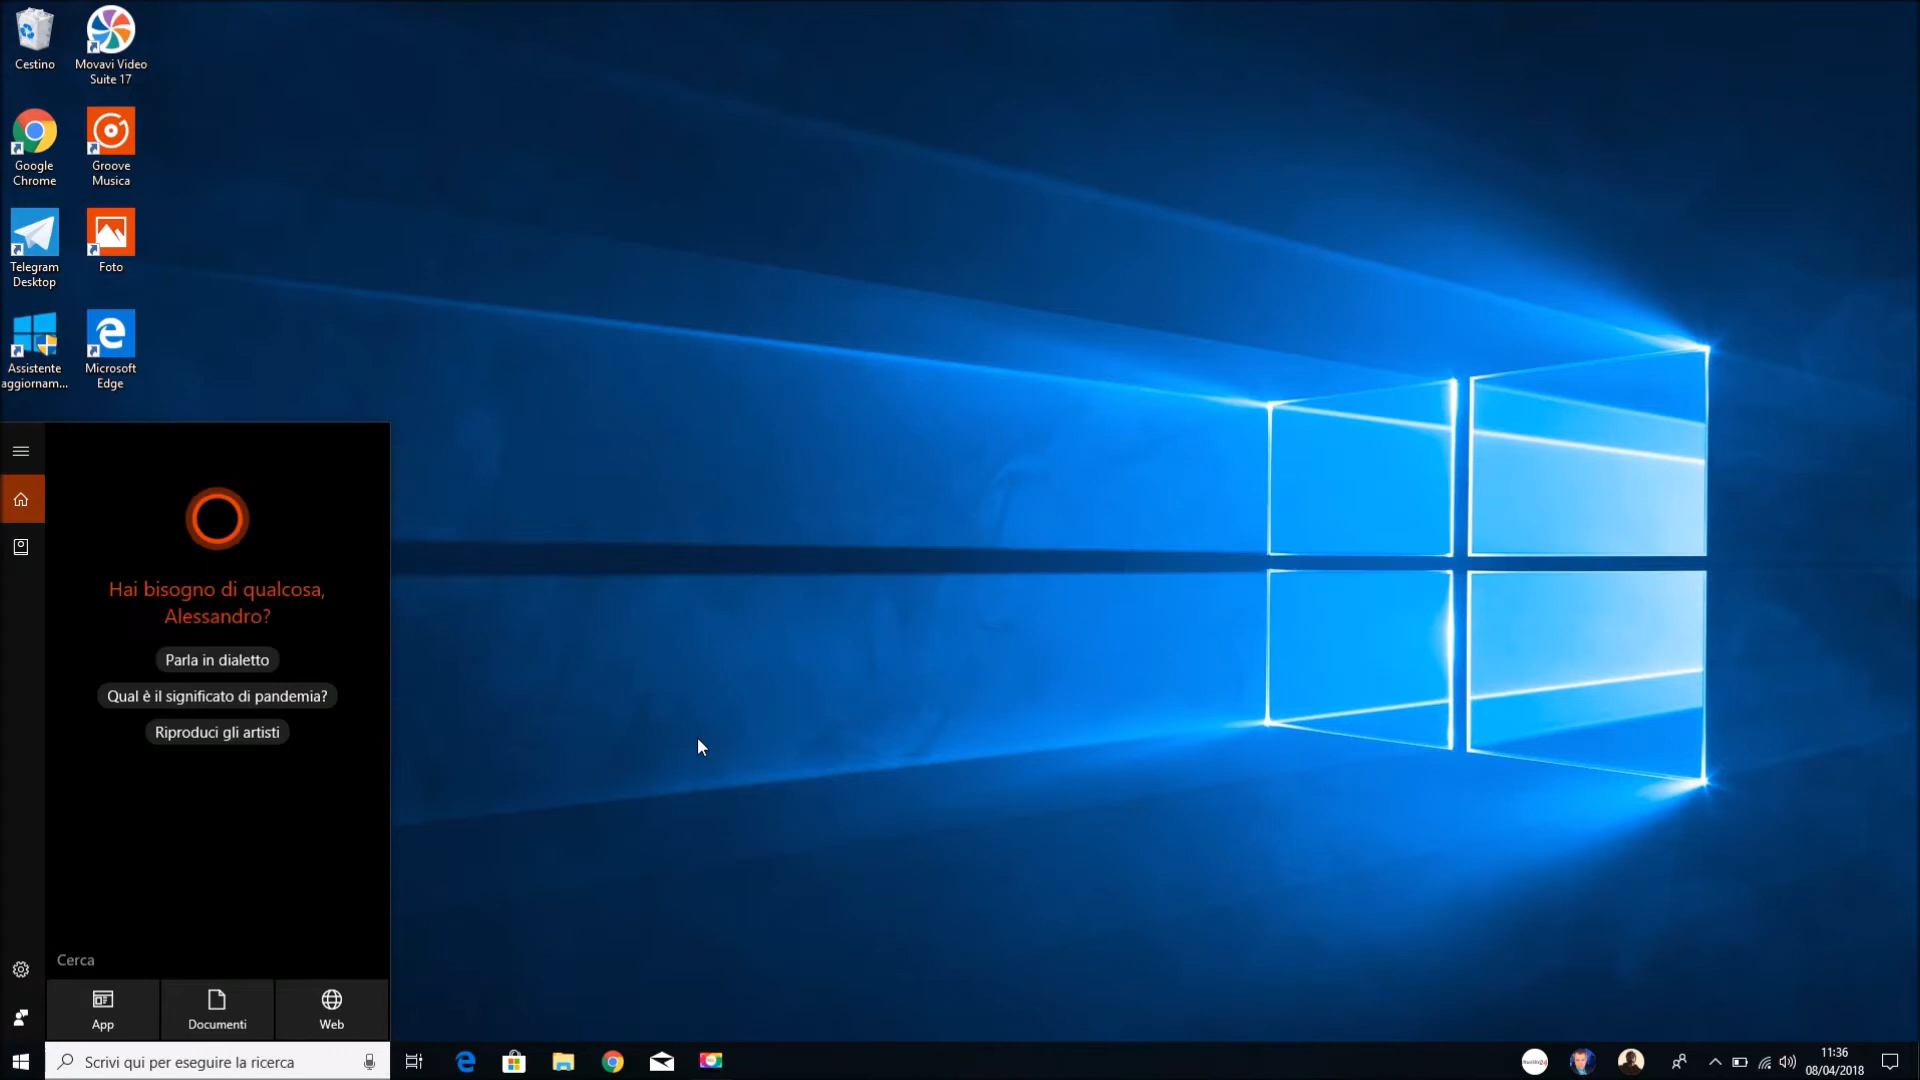 Cestino
Movavi Video
Suite 17
Google
Chrome
Groove
Musica
Telegram
Desktop
Foto
Assistente
aggiornam...
Microsoft
Edge
Hai bisogno di qualcosa,
Alessandro?
Parla in dialetto
Qual è il significato di pandemia?
Riproduci gli artisti
Cerca
App
Documenti
Web
Scrivi qui per eseguire la ricerca
11:36
08/04/2018